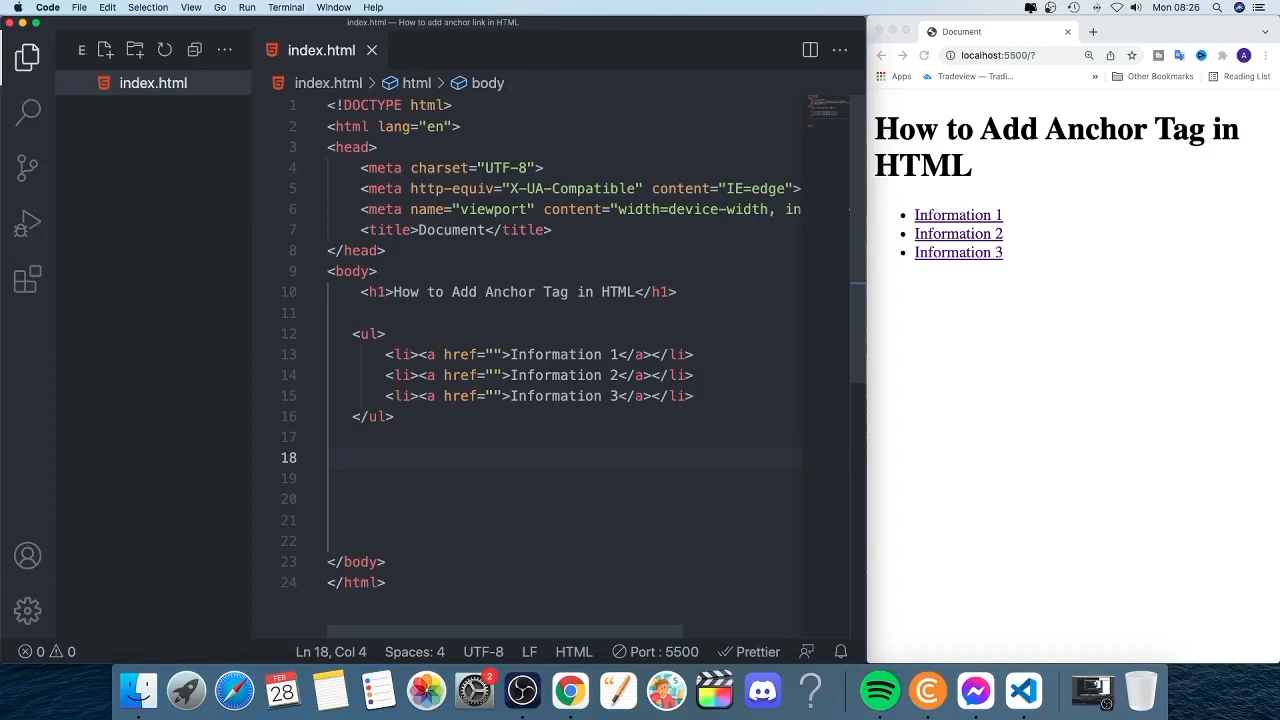 Code File Edit Selection View Go Run Terminal Window Help
Mon 08:26
index.html — How to add anchor link in HTML
E
index.html
index.html
index.html > html > body
1 <!DOCTYPE html>
2 <html lang="en">
3 <head>
4 <meta charset="UTF-8">
5 <meta http-equiv="X-UA-Compatible" content="IE=edge">
6 <meta name="viewport" content="width=device-width, in
7 <title>Document</title>
8 </head>
9 <body>
10 <h1>How to Add Anchor Tag in HTML</h1>
11
12 <ul>
13 <li><a href="">Information 1</a></li>
14 <li><a href="">Information 2</a></li>
15 <li><a href="">Information 3</a></li>
16 </ul>
17
18
19
20
21
22
23 </body>
24 </html>
0 0
Ln 18, Col 4 Spaces: 4 UTF-8 LF HTML Port : 5500 Prettier
Document
localhost:5500/?
A
Apps Tradeview — Tradi... » Other Bookmarks Reading List
How to Add Anchor Tag in
HTML
• Information 1
• Information 2
• Information 3
FEB
28
2